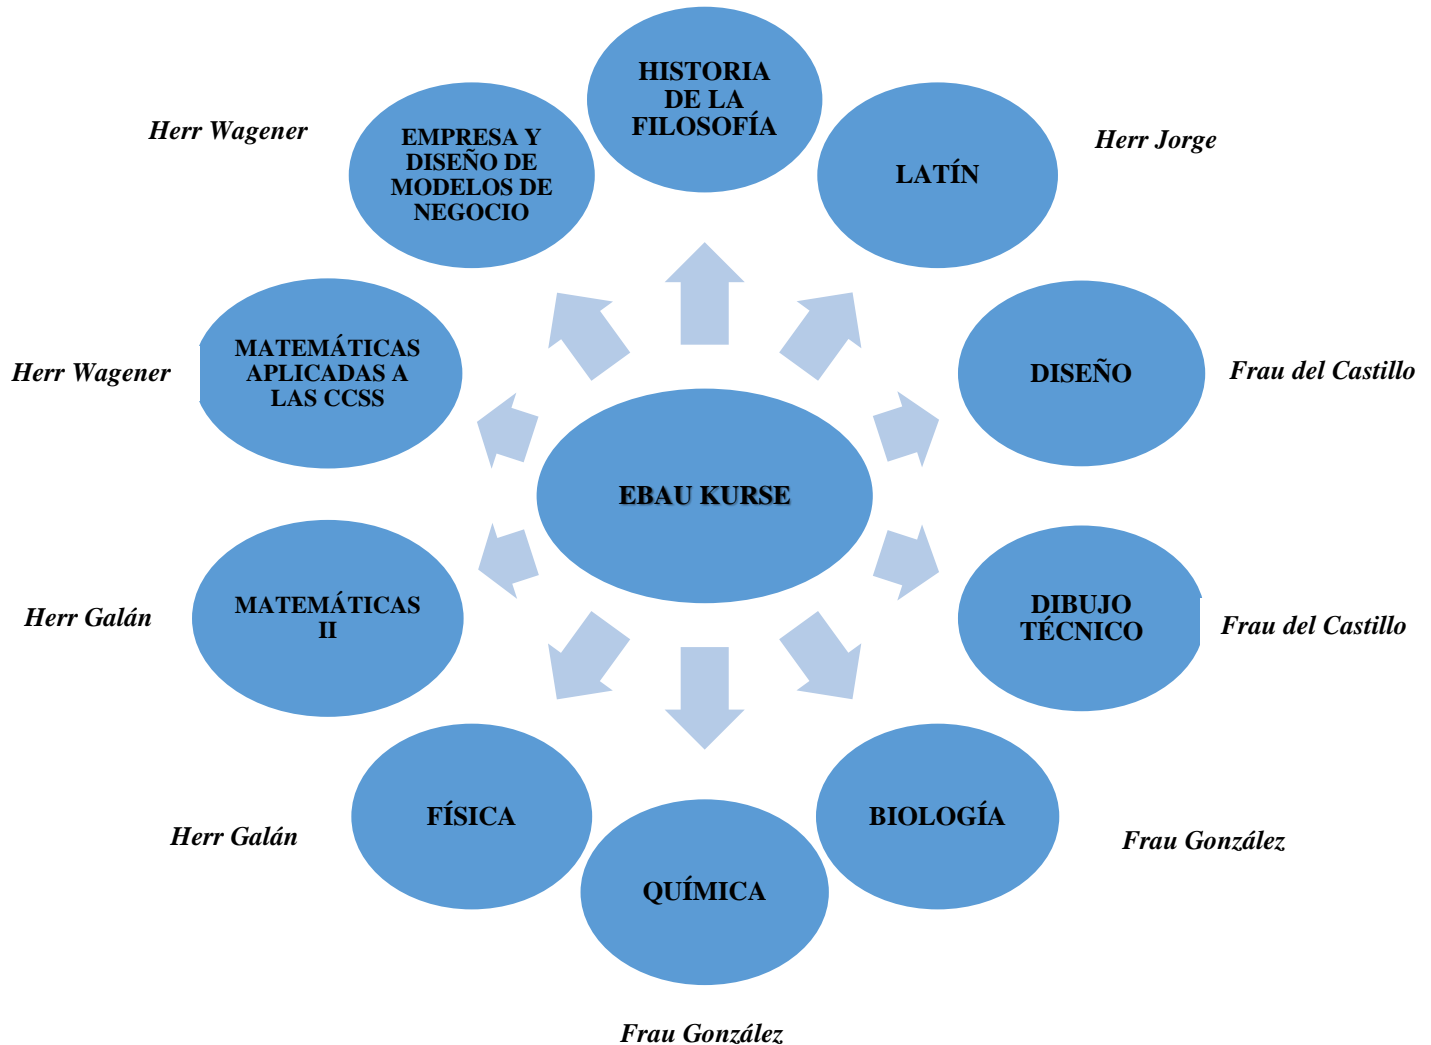 HISTORIA
DE LA
FILOSOFÍA
Herr Wagener
EMPRESA Y
DISEÑO DE
MODELOS DE
NEGOCIO
LATÍN
Herr Jorge
Herr Wagener
MATEMÁTICAS
APLICADAS A
LAS CCSS
DISEÑO
Frau del Castillo
EBAU KURSE
Herr Galán
MATEMÁTICAS
II
DIBUJO
TÉCNICO
Frau del Castillo
Herr Galán
FÍSICA
BIOLOGÍA
Frau González
QUÍMICA
Frau González